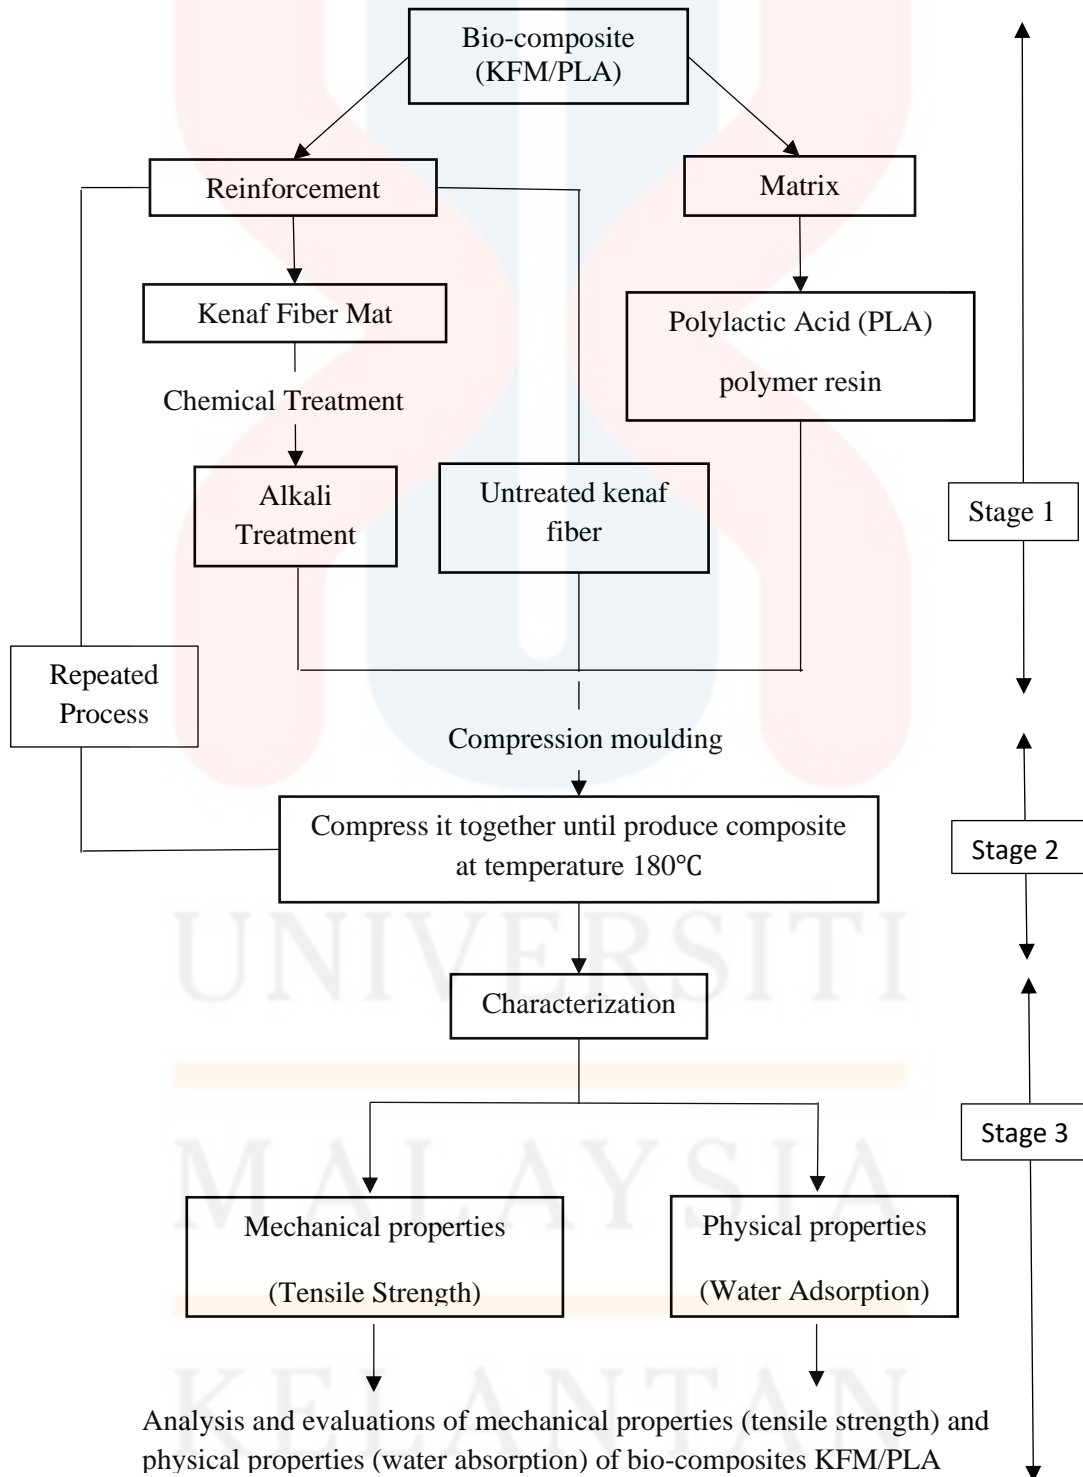 Bio-composite
(KFM/PLA)
Reinforcement
Matrix
Kenaf Fiber Mat
Polylactic Acid (PLA)
polymer resin
Chemical Treatment
Alkali
Treatment
Untreated kenaf
fiber
Stage 1
Repeated
Process
Compression moulding
Compress it together until produce composite
at temperature 180℃
Stage 2
UNIVERSITI
Characterization
Stage 3
MALAYSIA
Mechanical properties
(Tensile Strength)
Physical properties
(Water Adsorption)
KELANTAN
Analysis and evaluations of mechanical properties (tensile strength) and
physical properties (water absorption) of bio-composites KFM/PLA